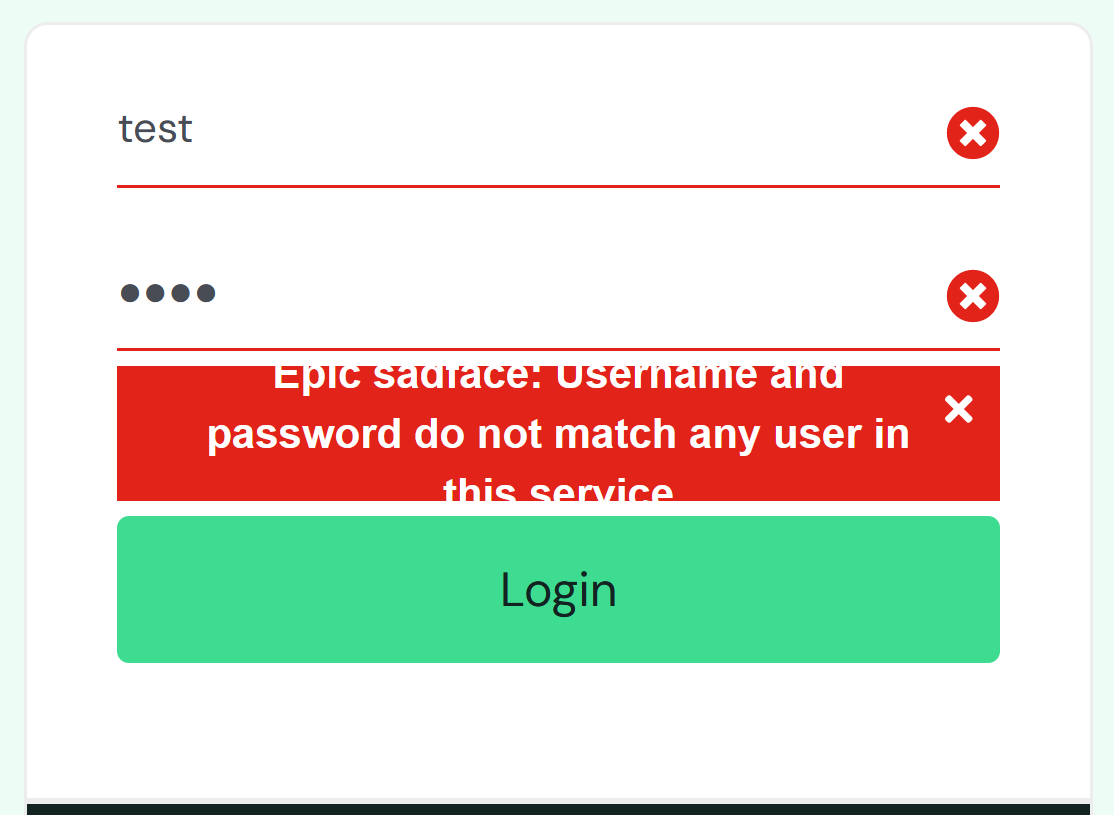 test
Epic sadface: Username and
password do not match any user in
this service
Login